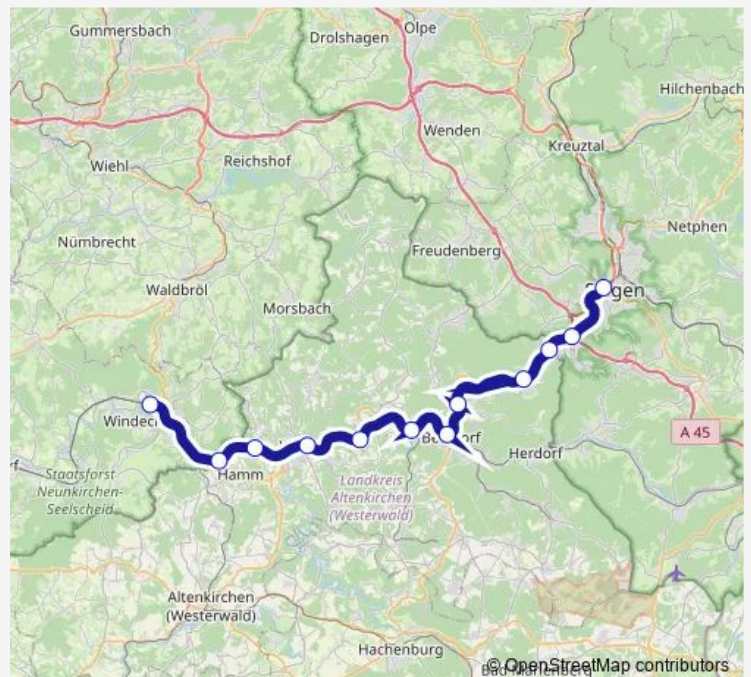 Gummersbach
Olpe
Drolshagen
Hilchenbach
Wenden
Kreuztal
Wiehl
Reichshof
Netphen
Nümbrecht
Freudenberg
Waldbröl
Morsbach
A 45
Herdorf
Hamm
Staatsforst
Neunkirchen-
Seelscheid
Landkreis
Altenkirchen
(Westerwald)
Altenkirchen
(Westerwald)
Hachenburg
© OpenStreetMap contributors